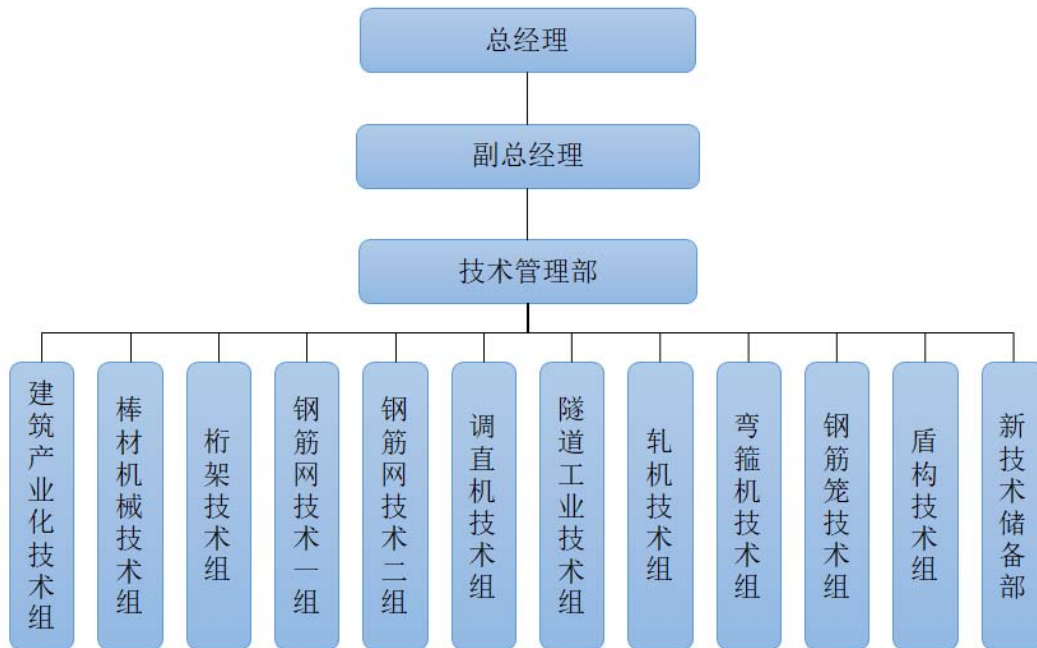 总经理
副总经理
技术管理部
建筑产业化技术组
棒材机械技术组
桁架技术组
钢筋网技术一组
钢筋网技术二组
调直机技术组
隧道工业技术组
轧机技术组
弯箍机技术组
钢筋笼技术组
盾构技术组
新技术储备部